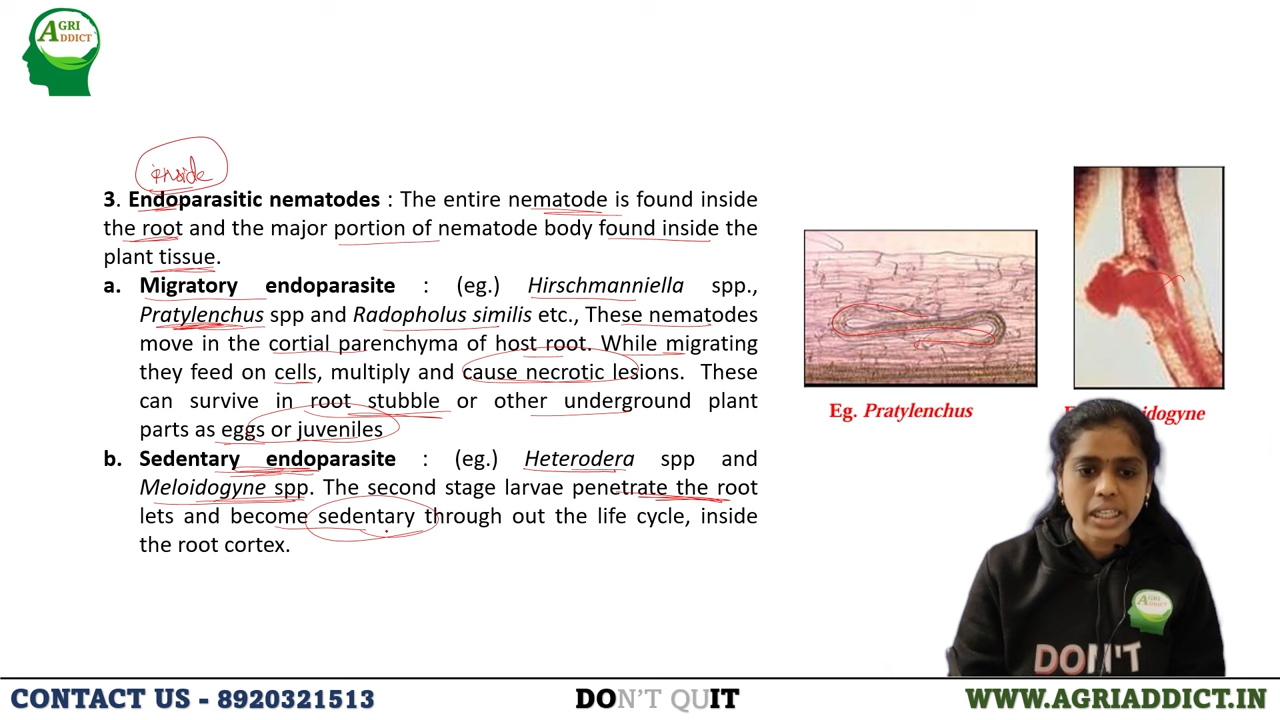 AGRI
ADDICT
inside
3. Endoparasitic nematodes : The entire nematode is found inside
the root and the major portion of nematode body found inside the
plant tissue.
a. Migratory endoparasite : (eg.) Hirschmanniella spp.,
Pratylenchus spp and Radopholus similis etc., These nematodes
move in the cortial parenchyma of host root. While migrating
they feed on cells, multiply and cause necrotic lesions. These
can survive in root stubble or other underground plant
parts as eggs or juveniles
b. Sedentary endoparasite : (eg.) Heterodera spp and
Meloidogyne spp. The second stage larvae penetrate the root
lets and become sedentary through out the life cycle, inside
the root cortex.
Eg. Pratylenchus
idogyne
AGRI
ADDICT
DON'T
CONTACT US - 8920321513
DON'T QUIT
WWW.AGRIADDICT.IN